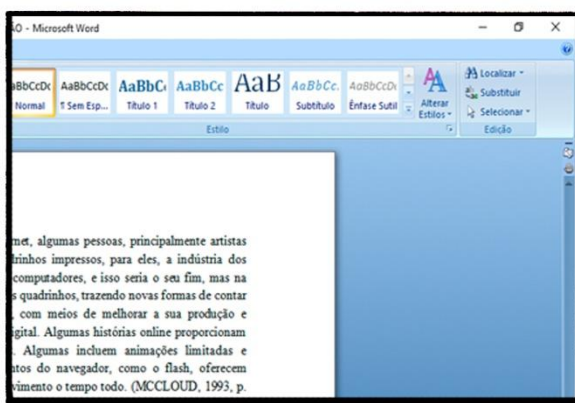 ÃO - Microsoft Word
AaBbCcDc AaBbCcDc AaBbC AaBbCc AaB AaBbCc. AaBbCcDc
Localizar
Substituir
Selecionar
Normal ¶ Sem Esp... Título 1 Título 2 Título Subtítulo Ênfase Sutil
Alterar
Estilos
Estilo Edição
algumas pessoas, principalmente artistas
impressos, para eles, a indústria dos
computadores, e isso seria o seu fim, mas na
s quadrinhos, trazendo novas formas de contar
, com meios de melhorar a sua produção e
igital. Algumas histórias online proporcionam
. Algumas incluem animações limitadas e
do navegador, como o flash, oferecem
vimento o tempo todo. (MCCLOUD, 1993, p.